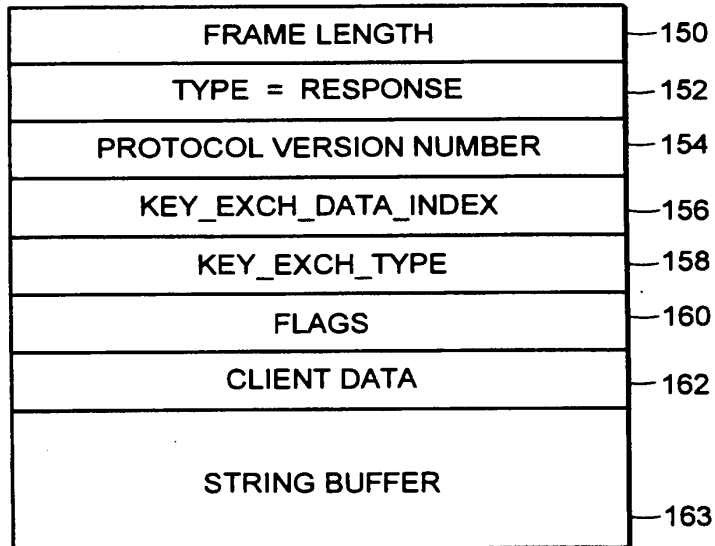 FRAME LENGTH 150
TYPE = RESPONSE 152
PROTOCOL VERSION NUMBER 154
KEY_EXCH_DATA_INDEX 156
KEY_EXCH_TYPE 158
FLAGS 160
CLIENT DATA 162
STRING BUFFER
163